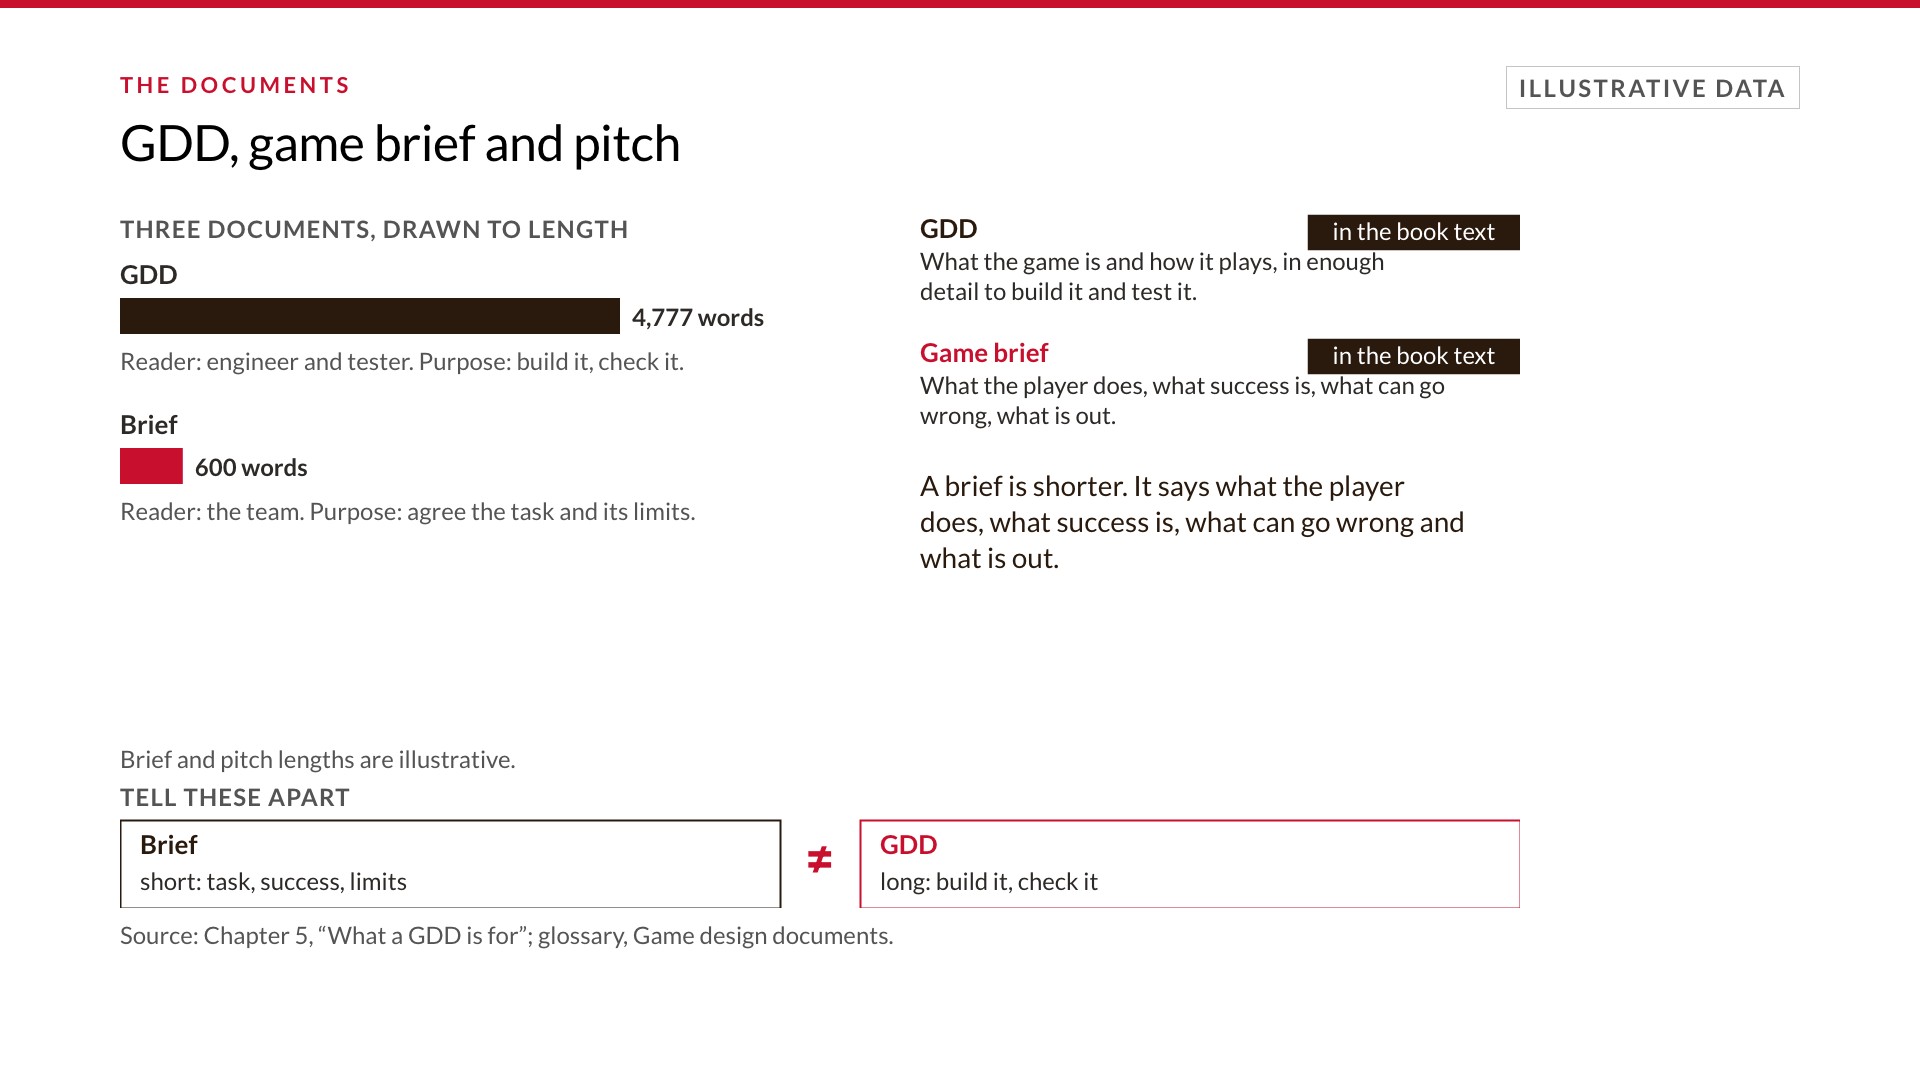 THE DOCUMENTS
ILLUSTRATIVE DATA
GDD, game brief and pitch
THREE DOCUMENTS, DRAWN TO LENGTH
GDD
4,777 words
Reader: engineer and tester. Purpose: build it, check it.
Brief
600 words
Reader: the team. Purpose: agree the task and its limits.
GDD
in the book text
What the game is and how it plays, in enough
detail to build it and test it.
Game brief
in the book text
What the player does, what success is, what can go
wrong, what is out.
A brief is shorter. It says what the player
does, what success is, what can go wrong and
what is out.
Brief and pitch lengths are illustrative.
TELL THESE APART
Brief
short: task, success, limits
≠
GDD
long: build it, check it
Source: Chapter 5, “What a GDD is for”; glossary, Game design documents.